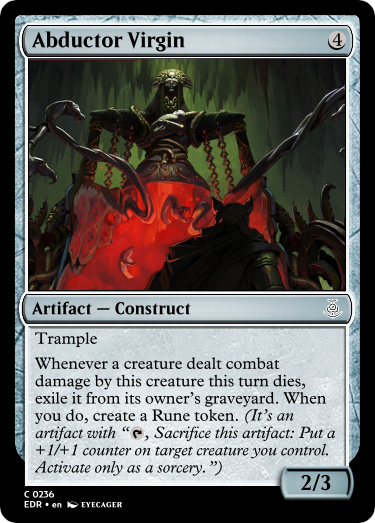 Abductor Virgin 4
Artifact — Construct
Trample
Whenever a creature dealt combat
damage by this creature this turn dies,
exile it from its owner's graveyard. When
you do, create a Rune token. (It's an
artifact with “, Sacrifice this artifact: Put a
+1/+1 counter on target creature you control.
Activate only as a sorcery.”)
2/3
C 0236
EDR • en EYECAGER